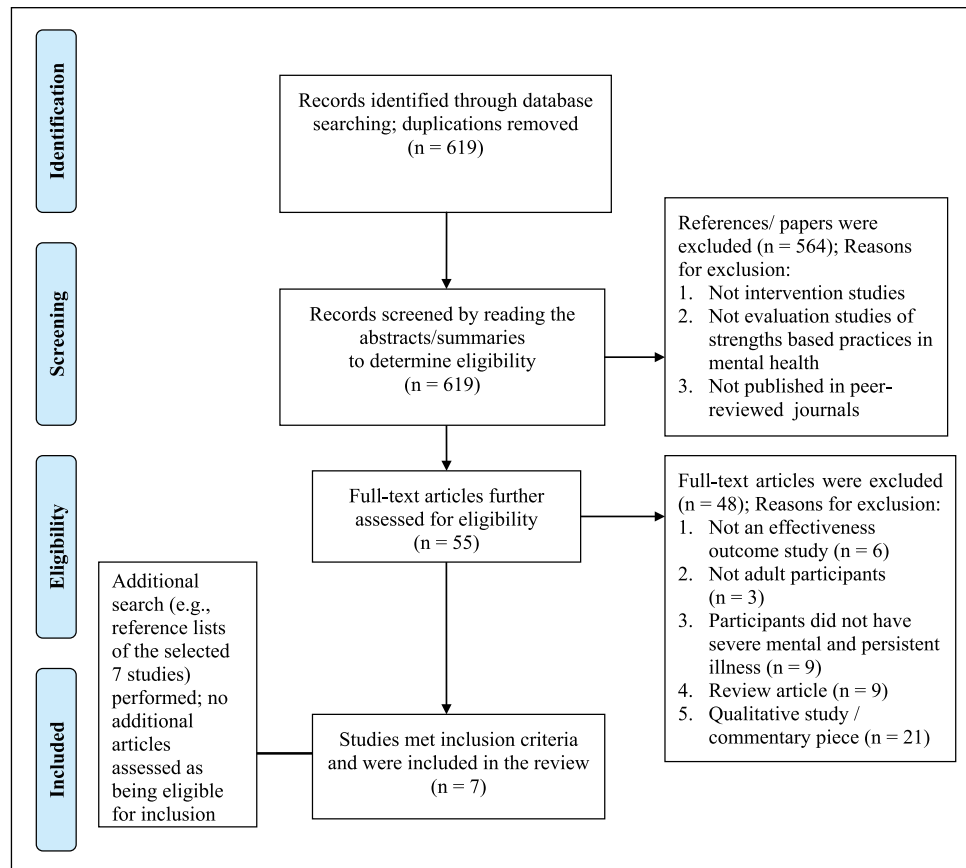 Identification
Records identified through database
searching; duplications removed
(n = 619)
Screening
Records screened by reading the
abstracts/summaries
to determine eligibility
(n = 619)
References/ papers were
excluded (n = 564); Reasons
for exclusion:
1. Not intervention studies
2. Not evaluation studies of
strengths based practices in
mental health
3. Not published in peer-
reviewed journals
Eligibility
Full-text articles further
assessed for eligibility
(n = 55)
Full-text articles were excluded
(n = 48); Reasons for exclusion:
1. Not an effectiveness
outcome study (n = 6)
2. Not adult participants
(n = 3)
3. Participants did not have
severe mental and persistent
illness (n = 9)
4. Review article (n = 9)
5. Qualitative study /
commentary piece (n = 21)
Additional
search (e.g.,
reference lists
of the selected
7 studies)
performed; no
additional
articles
assessed as
being eligible
for inclusion
Included
Studies met inclusion criteria
and were included in the review
(n = 7)